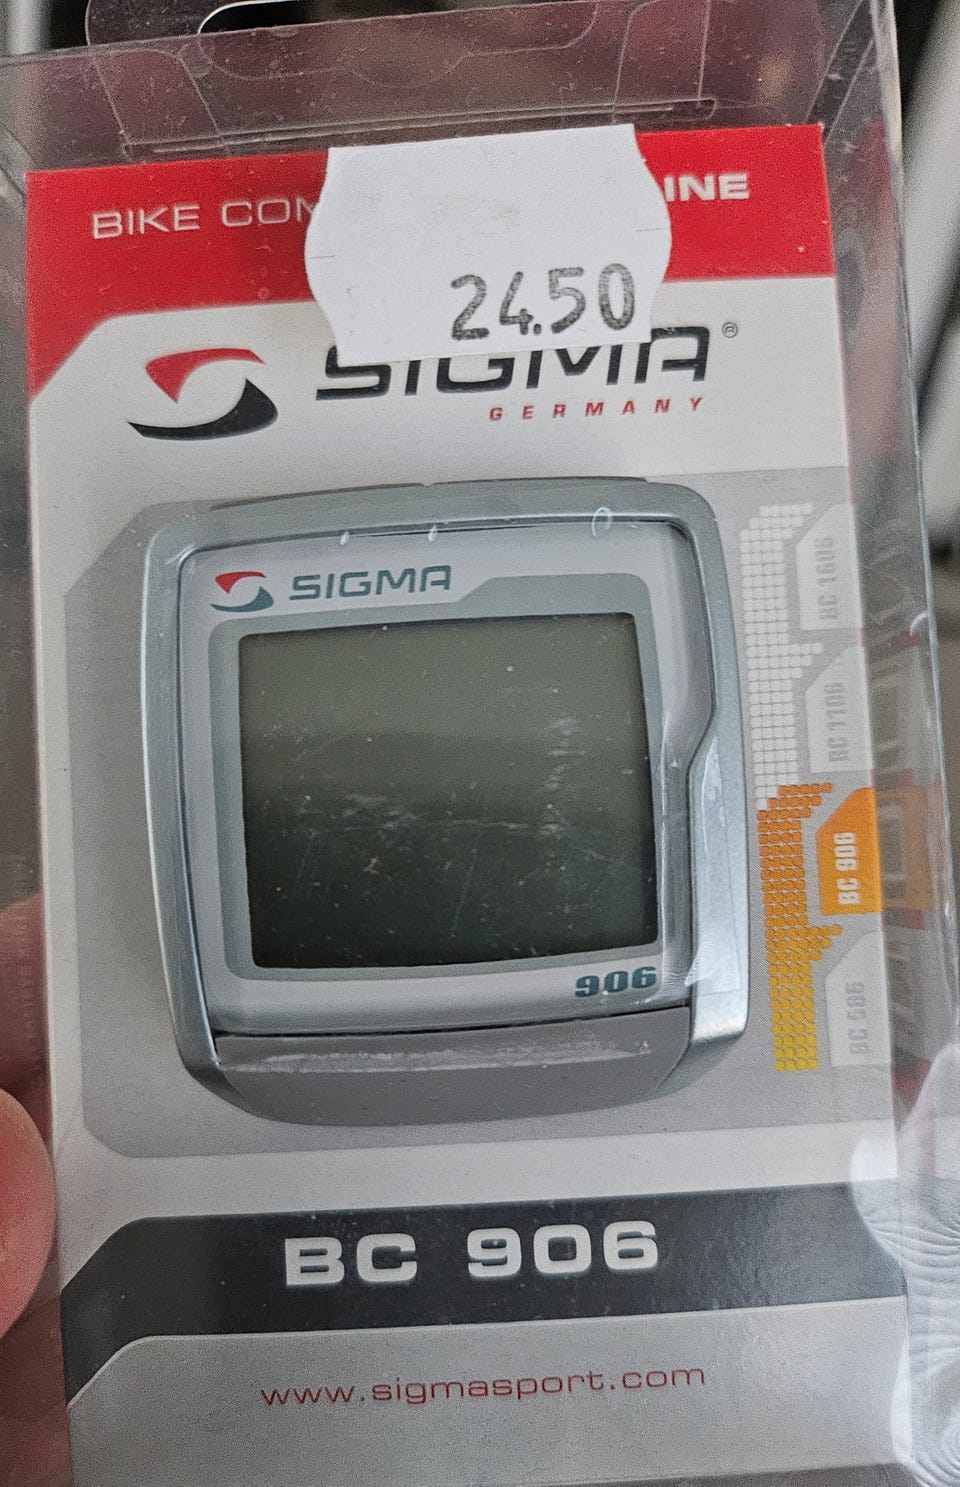 BIKE COM INE
24.50
SIGMA®
GERMANY
SIGMA
BC 1606
BC 1106
BC 906
BC 506
906
BC 906
www.sigmasport.com